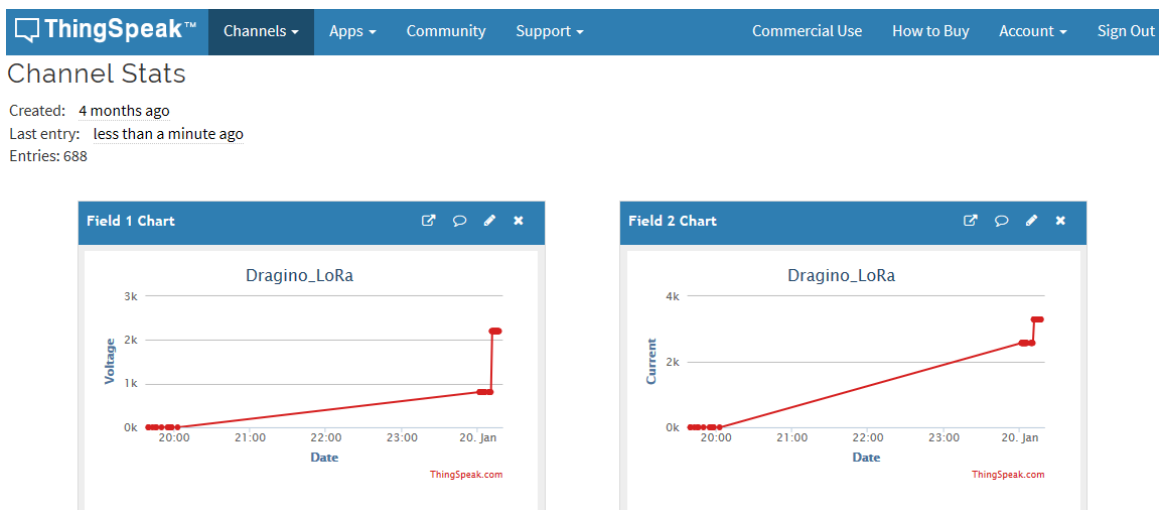 ThingSpeak™ Channels Apps Community Support Commercial Use How to Buy Account Sign Out
Channel Stats
Created: 4 months ago
Last entry: less than a minute ago
Entries: 688
Field 1 Chart
Dragino_LoRa
3k
2k
1k
0k
Voltage
20:00 21:00 22:00 23:00 20. Jan
Date
ThingSpeak.com
Field 2 Chart
Dragino_LoRa
4k
2k
0k
Current
20:00 21:00 22:00 23:00 20. Jan
Date
ThingSpeak.com